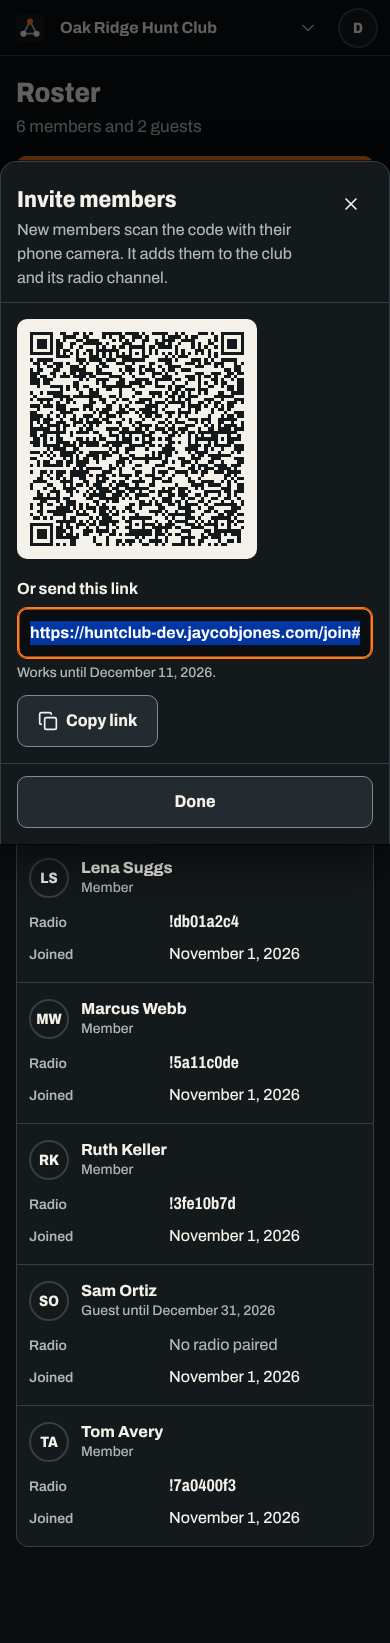 Oak Ridge Hunt Club
D
Roster
6 members and 2 guests
Invite members
New members scan the code with their
phone camera. It adds them to the club
and its radio channel.
Or send this link
https://huntclub-dev.jaycobjones.com/join#
Works until December 11, 2026.
Copy link
Done
LS
Lena Suggs
Member
Radio
!db01a2c4
Joined
November 1, 2026
MW
Marcus Webb
Member
Radio
!5a11c0de
Joined
November 1, 2026
RK
Ruth Keller
Member
Radio
!3fe10b7d
Joined
November 1, 2026
SO
Sam Ortiz
Guest until December 31, 2026
Radio
No radio paired
Joined
November 1, 2026
TA
Tom Avery
Member
Radio
!7a0400f3
Joined
November 1, 2026